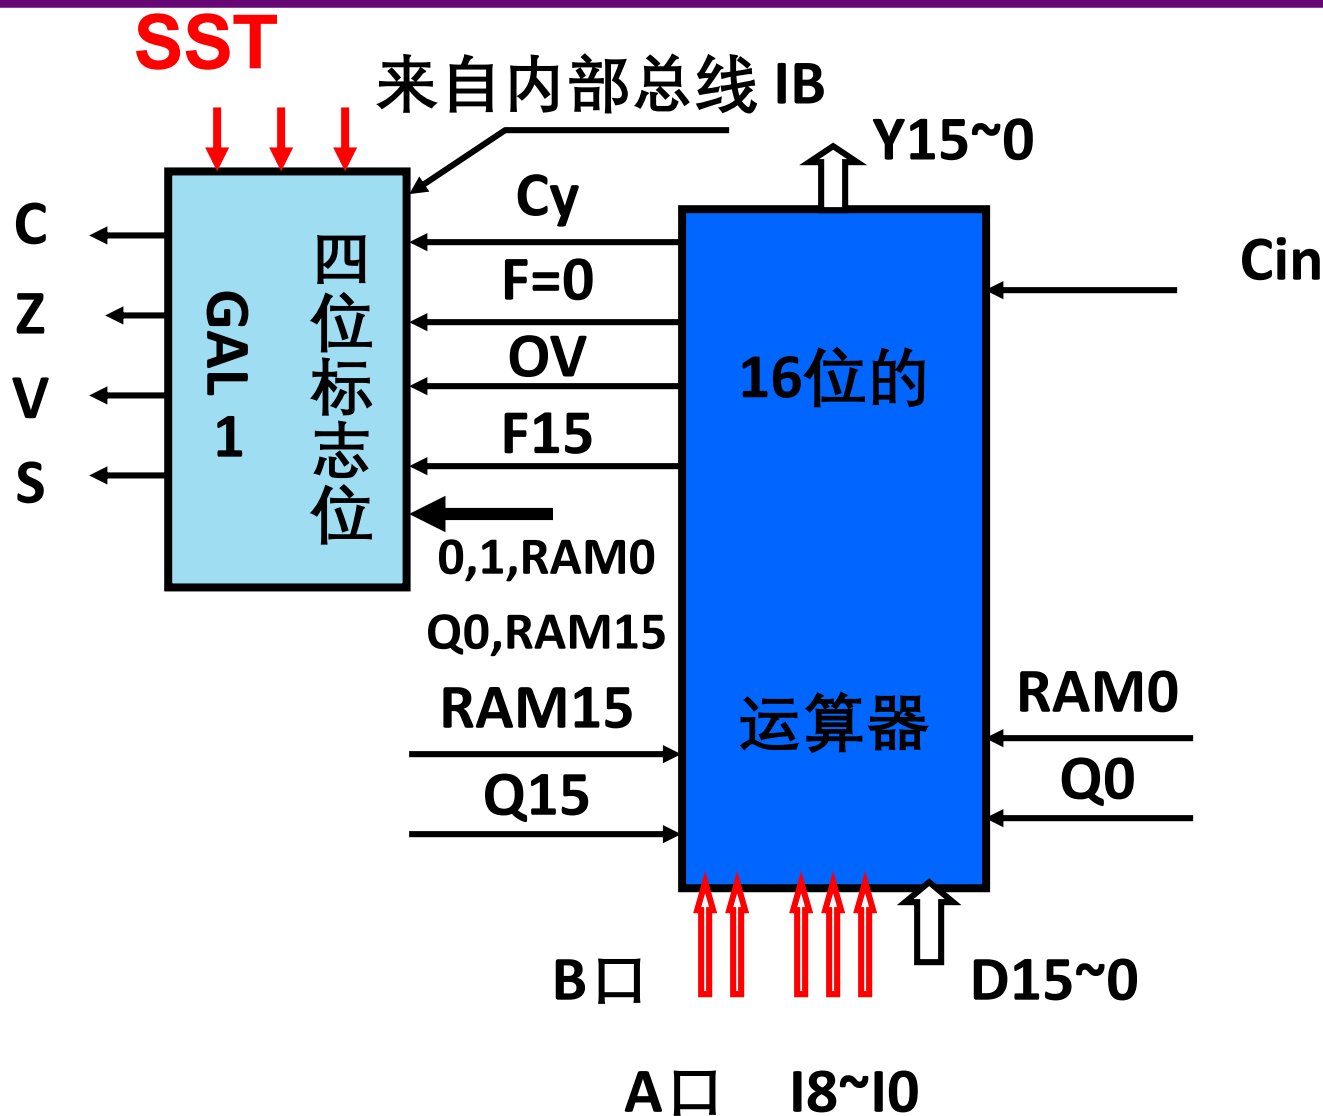 SST
来自内部总线 IB
Y15~0
C
Z
V
S
GAL 1
四位标志位
Cy
F=0
OV
F15
0,1,RAM0
Q0,RAM15
RAM15
Q15
16位的
运算器
Cin
RAM0
Q0
B口
D15~0
A口
I8~I0